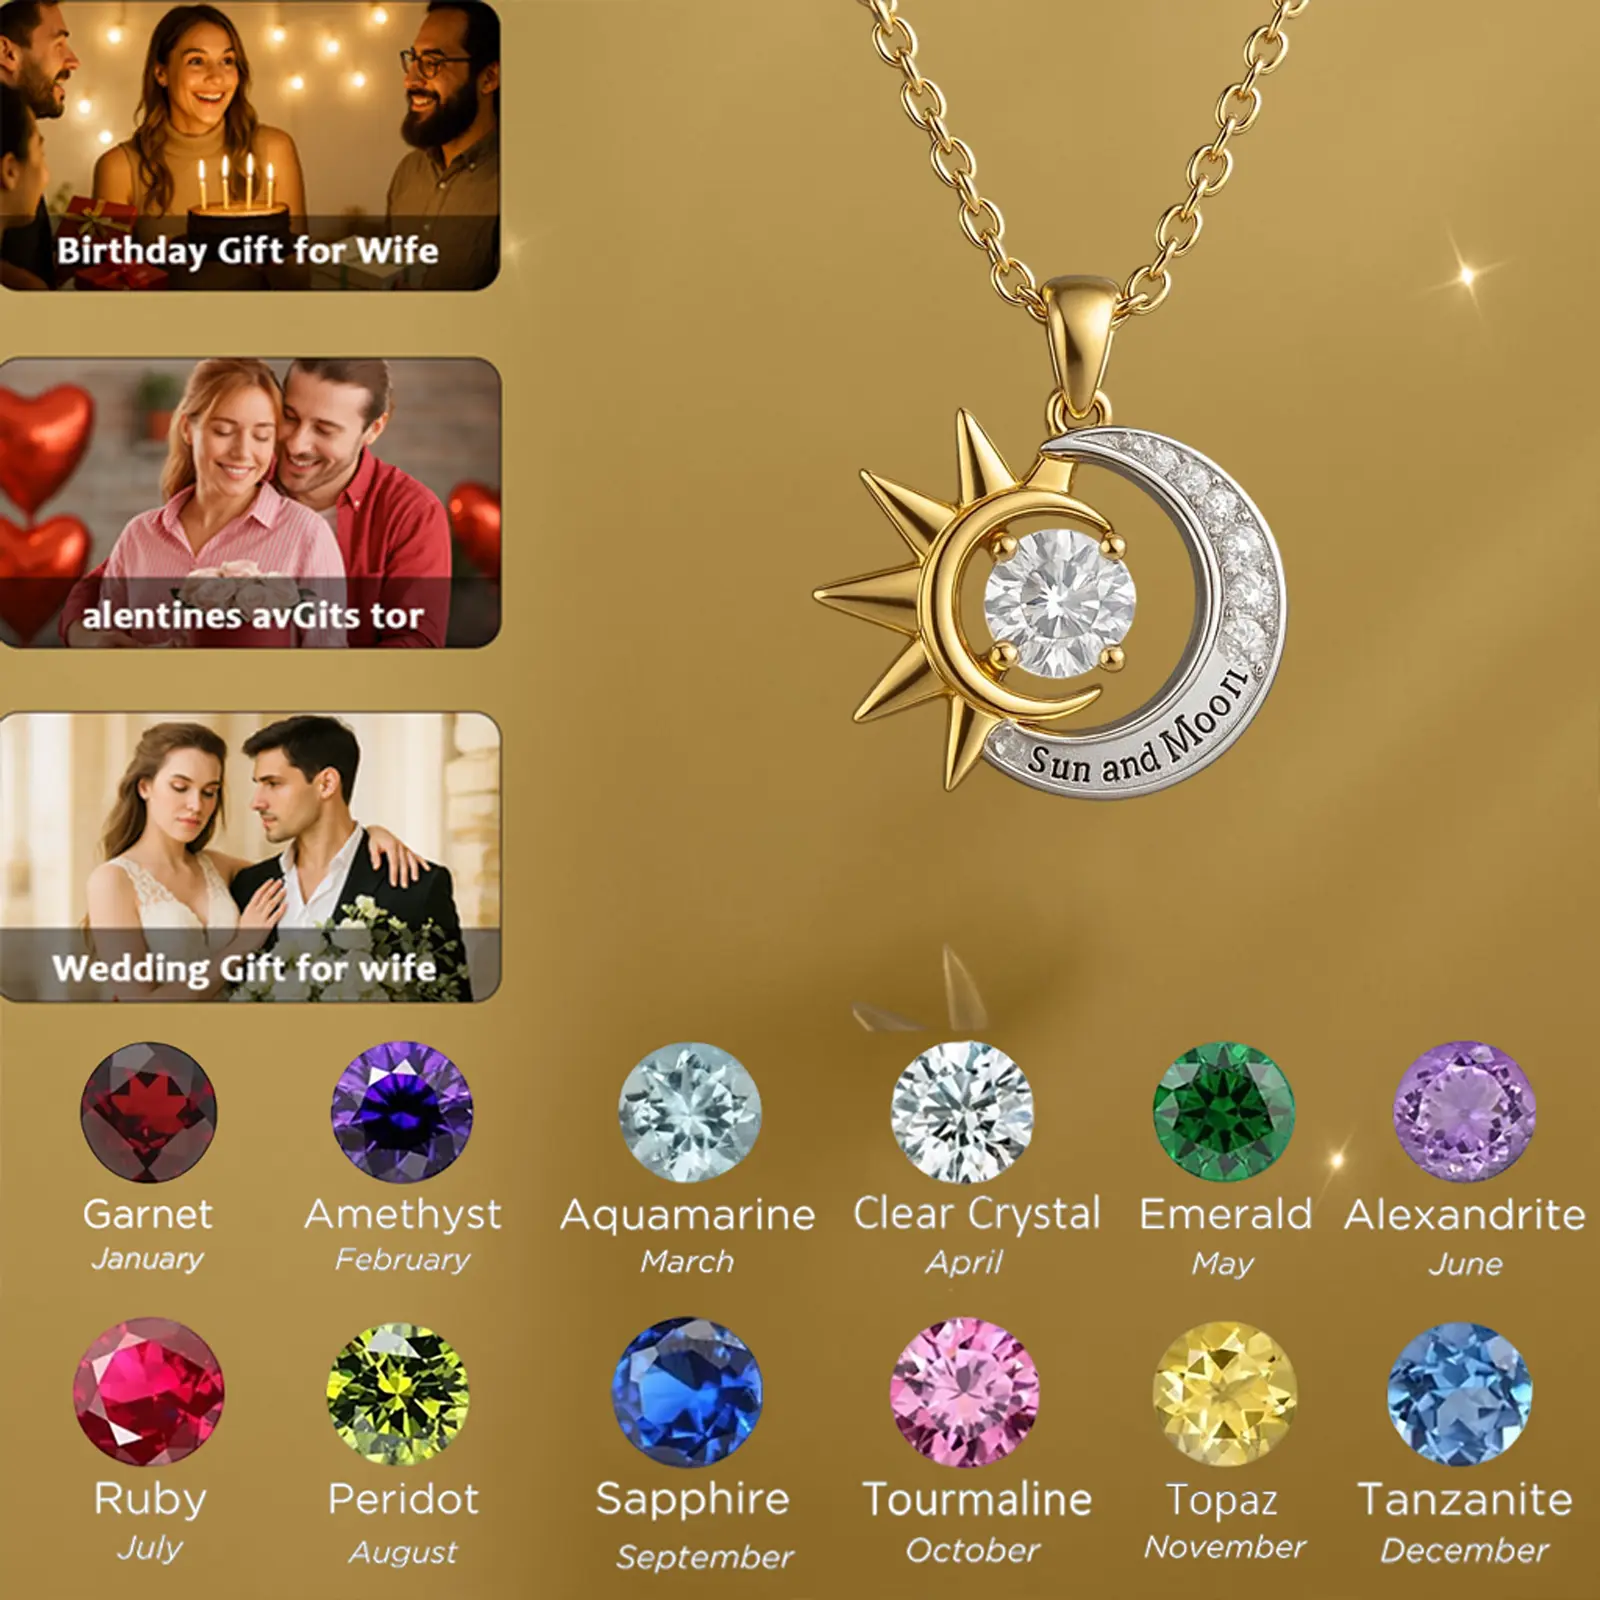 Birthday Gift for Wife
alentines avGits tor
Wedding Gift for wife
Sun and Moon
Garnet
January
Amethyst
February
Aquamarine
March
Clear Crystal
April
Emerald
May
Alexandrite
June
Ruby
July
Peridot
August
Sapphire
September
Tourmaline
October
Topaz
November
Tanzanite
December